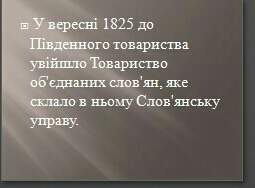 У вересні 1825 до
Південного товариства
увійшло Товариство
об'єднаних слов'ян, яке
склало в ньому Слов'янську
управу.